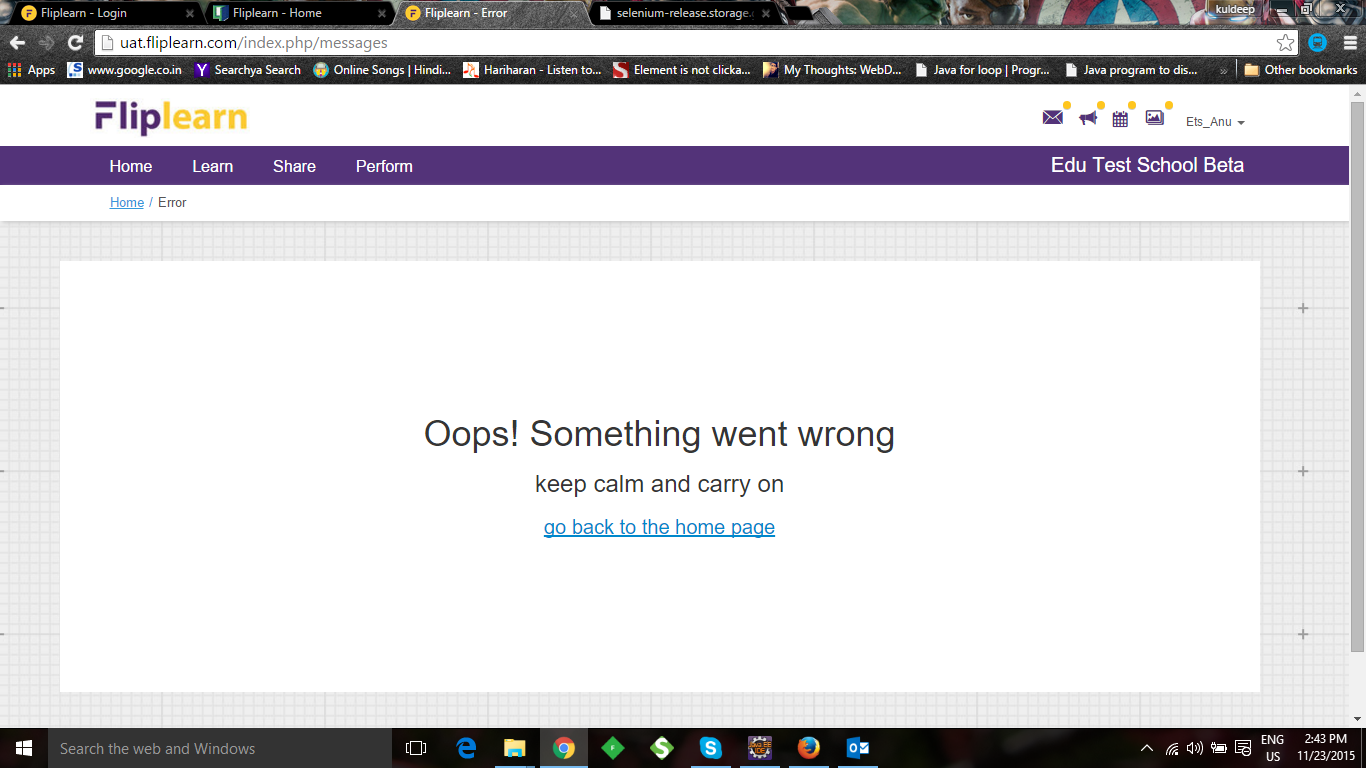 Fliplearn - Login
Fliplearn - Home
Fliplearn - Error
selenium-release.storage.
kuldeep
uat.fliplearn.com/index.php/messages
Apps
www.google.co.in
Searchya Search
Online Songs | Hindi...
Hariharan - Listen to...
Element is not clicka...
My Thoughts: WebD...
Java for loop | Progr...
Java program to dis...
»
Other bookmarks
Fliplearn
Ets_Anu
Home
Learn
Share
Perform
Edu Test School Beta
Home / Error
Oops! Something went wrong
keep calm and carry on
go back to the home page
Search the web and Windows
ENG
US
2:43 PM
11/23/2015